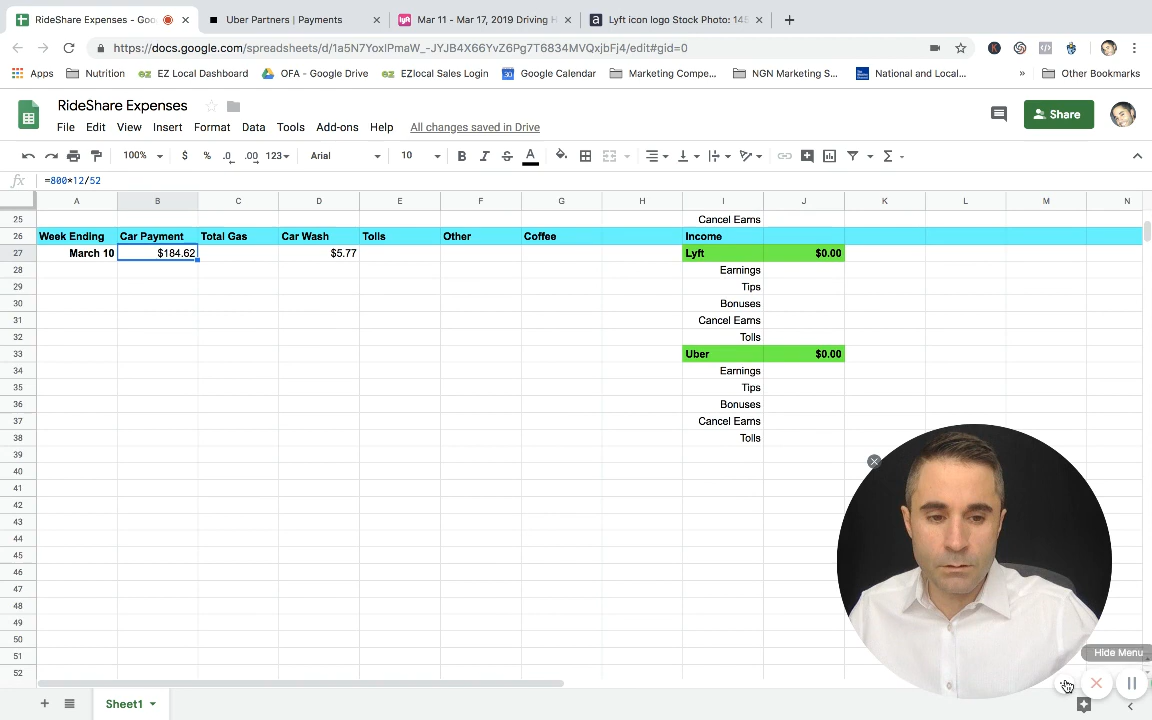 RideShare Expenses - Goo
Uber Partners | Payments
Mar 11 - Mar 17, 2019 Driving H
Lyft icon logo Stock Photo: 148
https://docs.google.com/spreadsheets/d/1a5N7YoxlPmaW_-JYJB4X66YvZ6Pg7T6834MVQxjbFj4/edit#gid=0
Apps Nutrition EZ Local Dashboard OFA - Google Drive EZlocal Sales Login Google Calendar Marketing Compe... NGN Marketing S... National and Local... » Other Bookmarks
RideShare Expenses
File Edit View Insert Format Data Tools Add-ons Help All changes saved in Drive
Share
100% $ % .0 .00 123 Arial 10 B I S A
fx =800*12/52
A B C D E F G H I J K L M N
25 Cancel Earns
26 Week Ending Car Payment Total Gas Car Wash Tolls Other Coffee Income
27 March 10 $184.62 $5.77 Lyft $0.00
28 Earnings
29 Tips
30 Bonuses
31 Cancel Earns
32 Tolls
33 Uber $0.00
34 Earnings
35 Tips
36 Bonuses
37 Cancel Earns
38 Tolls
39
40
41
42
43
44
45
46
47
48
49
50
51
52
Hide Menu
Sheet1